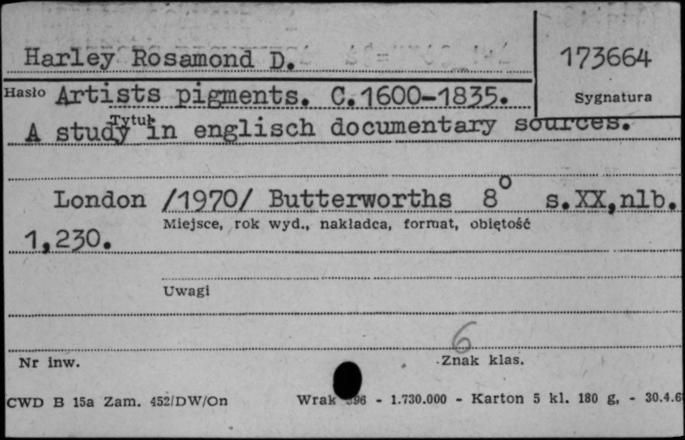 Harley Rosamond D.
173664
Hasło Artists pigments. C.1600-1835.
Sygnatura
Tytuł
A study in englisch documentary sources.
London /1970/ Butterworths 8° s.XX,nlb.
Miejsce, rok wyd., nakładca, format, objętość
1,230.
Uwagi
6
Nr inw.
Znak klas.
CWD B 15a Zam. 452/DW/On Wrak 396 - 1.730.000 - Karton 5 kl. 180 g, - 30.4.6